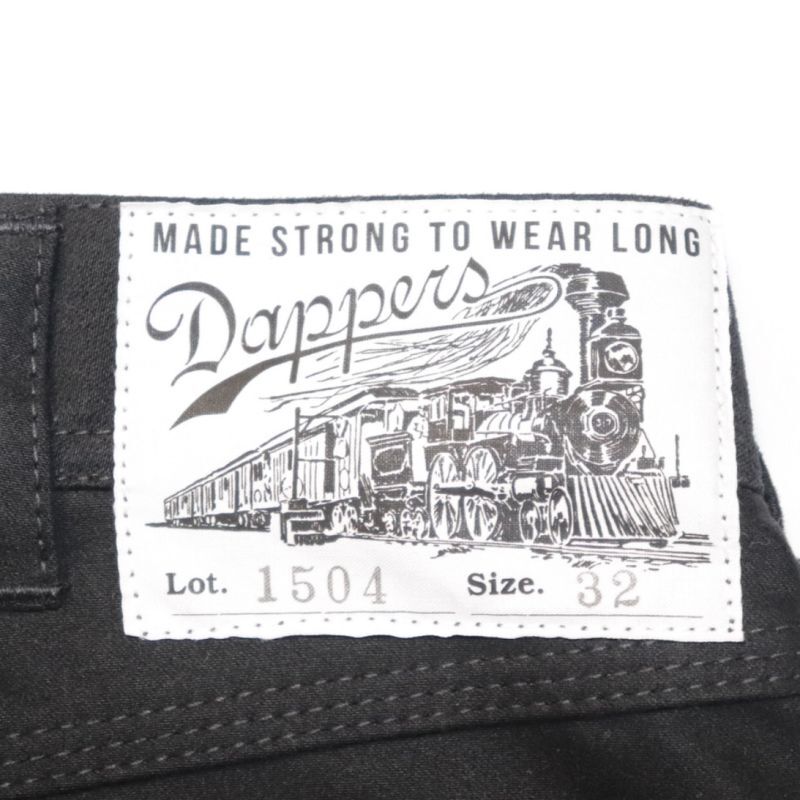 MADE STRONG TO WEAR LONG
Dappers
Lot. 1504 Size. 32